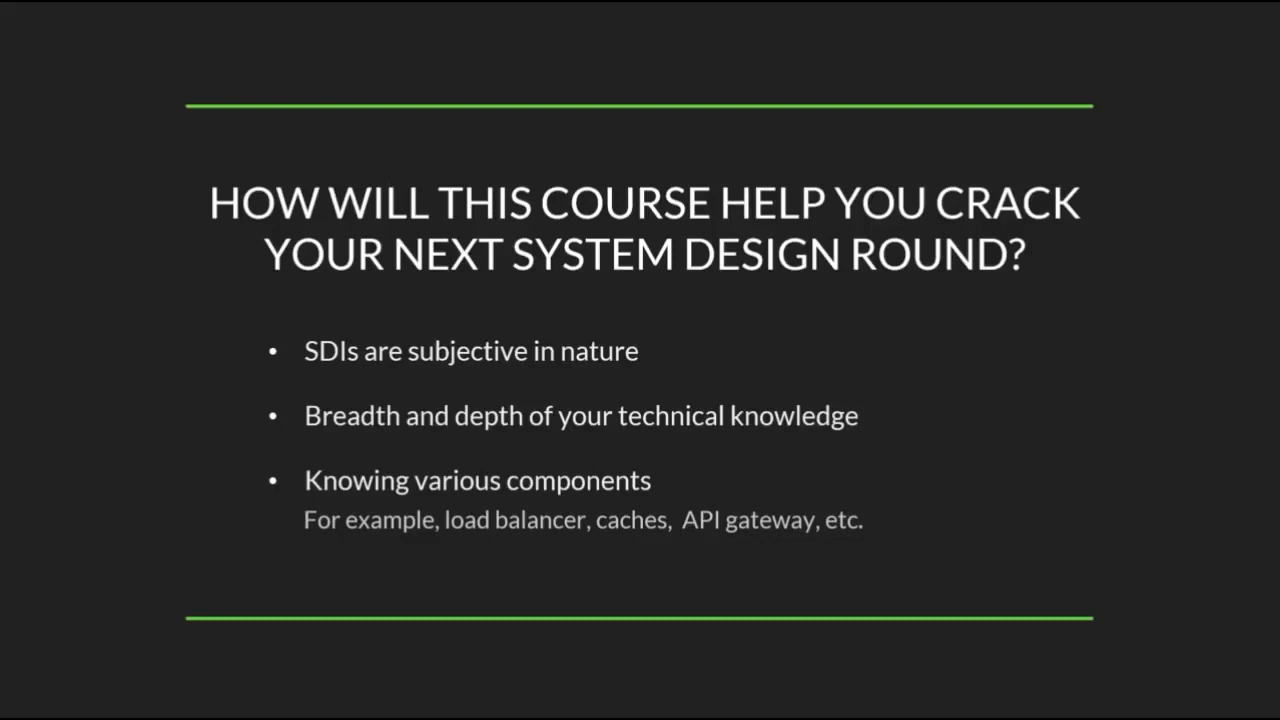 HOW WILL THIS COURSE HELP YOU CRACK
YOUR NEXT SYSTEM DESIGN ROUND?
• SDIs are subjective in nature
• Breadth and depth of your technical knowledge
• Knowing various components
For example, load balancer, caches, API gateway, etc.